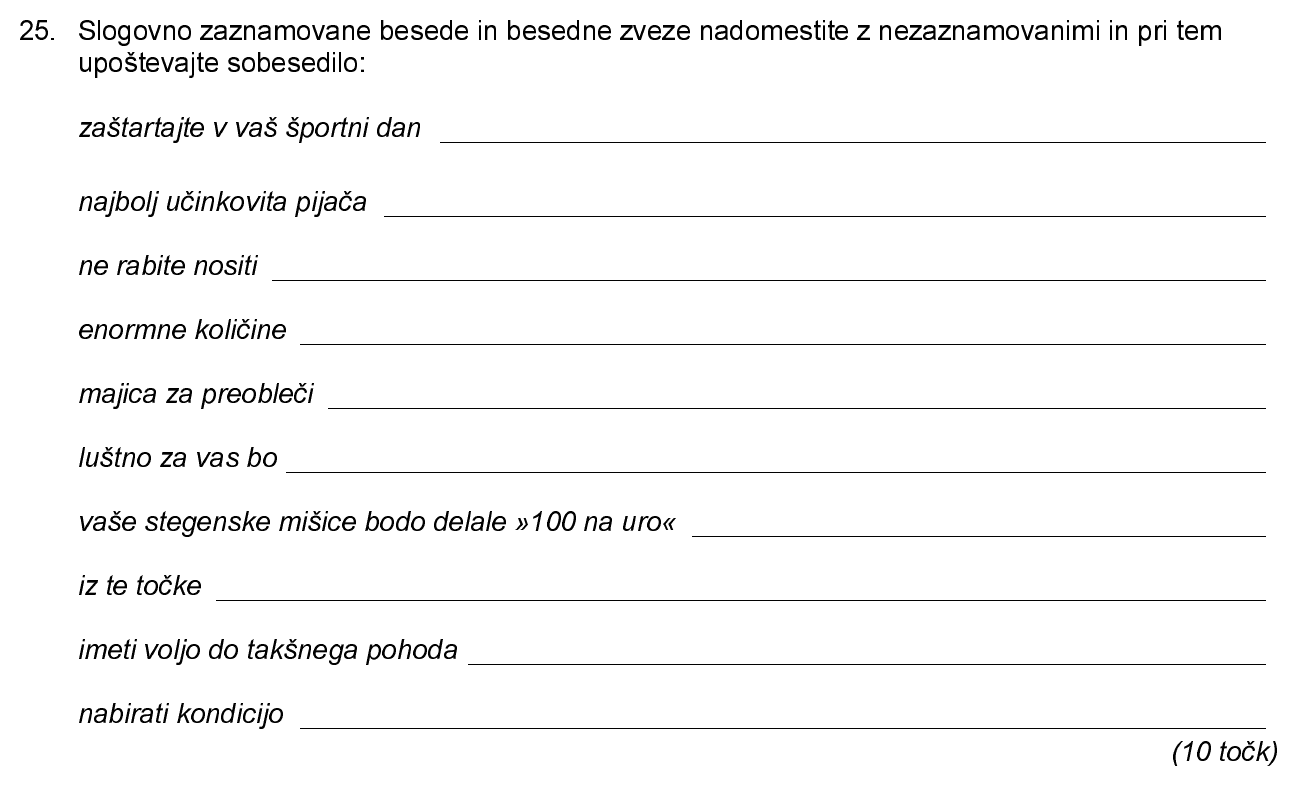 25. Slogovno zaznamovane besede in besedne zveze nadomestite z nezaznamovanimi in pri tem
upoštevajte sobesedilo:
zaštartajte v vaš športni dan
najbolj učinkovita pijača
ne rabite nositi
enormne količine
majica za preobleči
luštno za vas bo
vaše stegenske mišice bodo delale »100 na uro«
iz te točke
imeti voljo do takšnega pohoda
nabirati kondicijo
(10 točk)